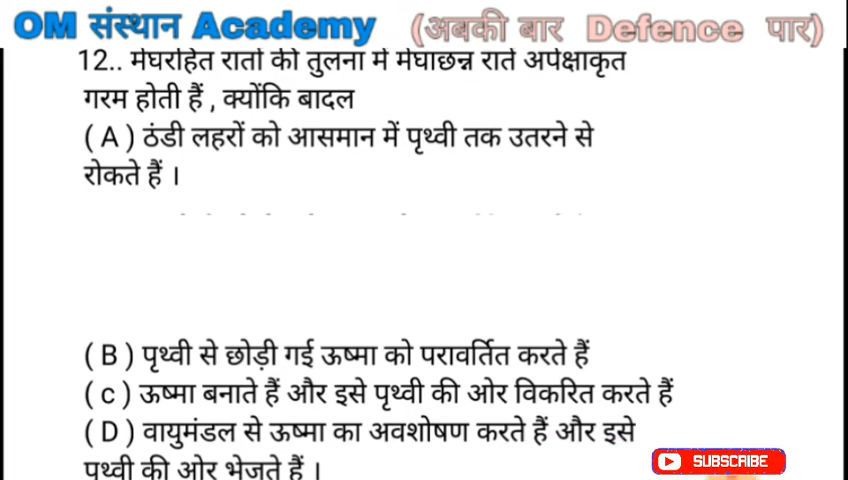 OM संस्थान Academy (अबकी बार Defence पार)
12.. मेघरहित रातों की तुलना में मेघाछन्न रातें अपेक्षाकृत
गरम होती हैं , क्योंकि बादल
( A ) ठंडी लहरों को आसमान में पृथ्वी तक उतरने से
रोकते हैं ।
( B ) पृथ्वी से छोड़ी गई ऊष्मा को परावर्तित करते हैं
( c ) ऊष्मा बनाते हैं और इसे पृथ्वी की ओर विकरित करते हैं
( D ) वायुमंडल से ऊष्मा का अवशोषण करते हैं और इसे
पृथ्वी की ओर भेजते हैं ।
SUBSCRIBE